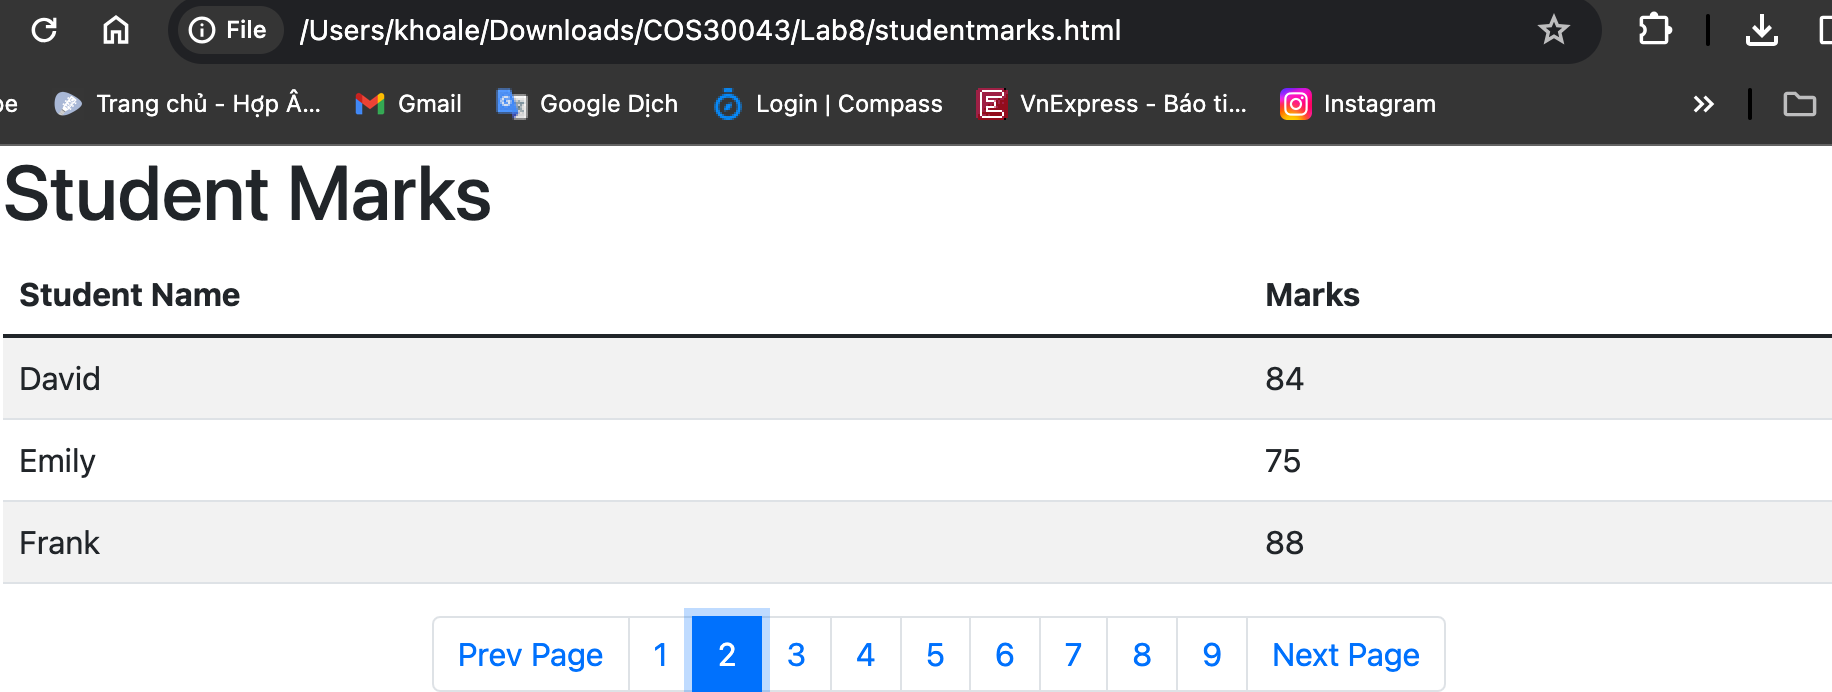 File /Users/khoale/Downloads/COS30043/Lab8/studentmarks.html
be Trang chủ - Hợp Â... Gmail Google Dịch Login | Compass VnExpress - Báo ti... Instagram
Student Marks
Student Name Marks
David 84
Emily 75
Frank 88
Prev Page 1 2 3 4 5 6 7 8 9 Next Page